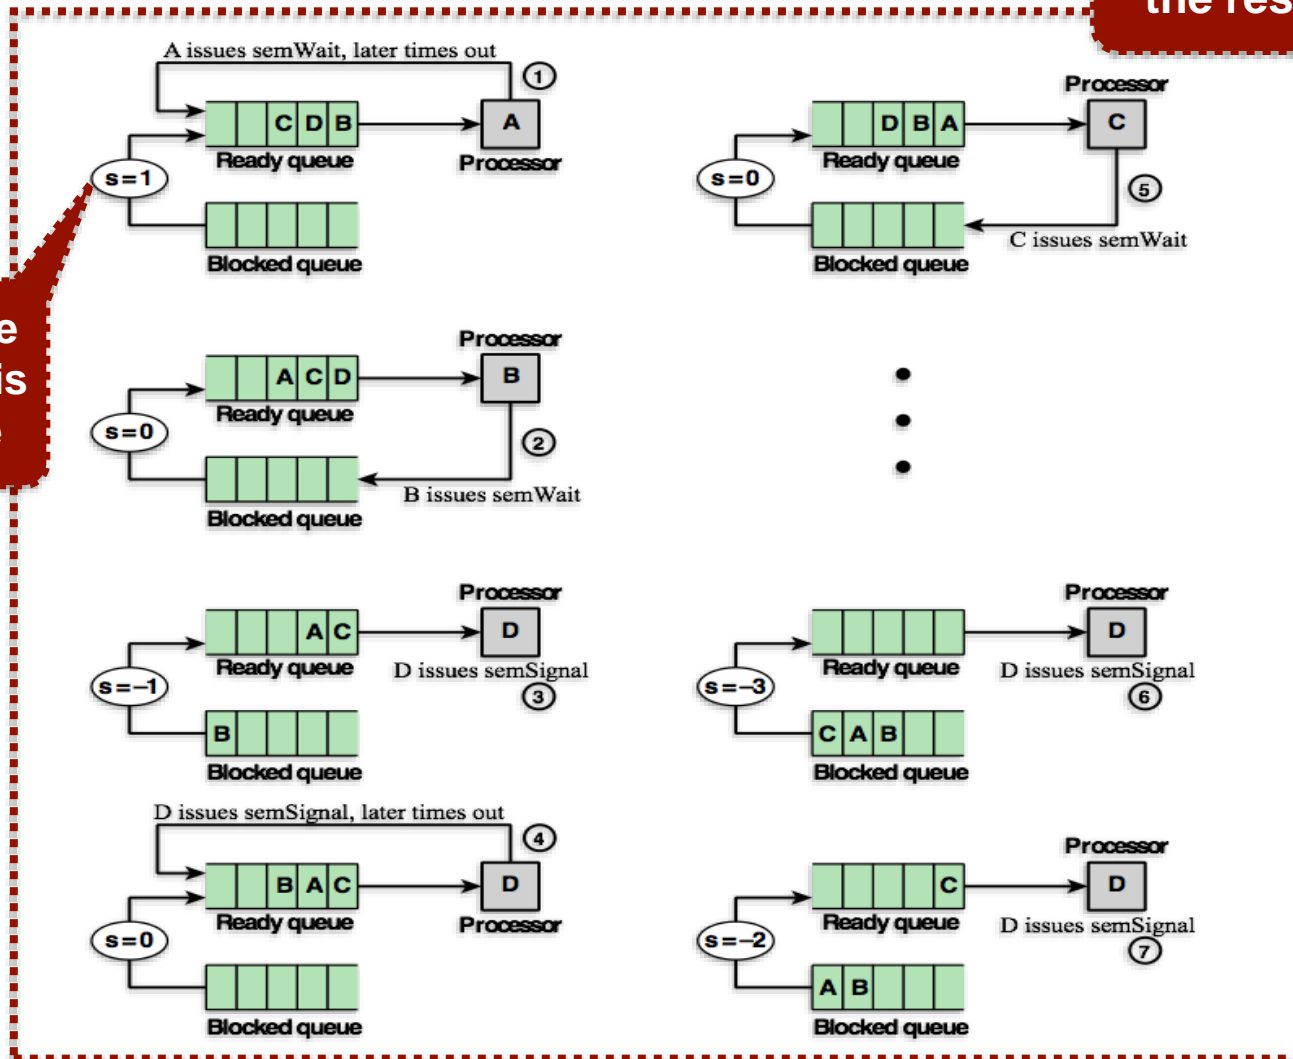 the res
A issues semWait, later times out
1
C D B
A
Ready queue
Processor
s=1
Blocked queue
e
is
Processor
A C D
B
Ready queue
s=0
2
B issues semWait
Blocked queue
Processor
A C
D
Ready queue
D issues semSignal
s=–1
3
B
Blocked queue
D issues semSignal, later times out
4
B A C
D
Ready queue
Processor
s=0
Blocked queue
Processor
D B A
C
Ready queue
s=0
5
C issues semWait
Blocked queue
Processor
D
Ready queue
D issues semSignal
s=–3
6
C A B
Blocked queue
Processor
C
D
Ready queue
D issues semSignal
s=–2
7
A B
Blocked queue